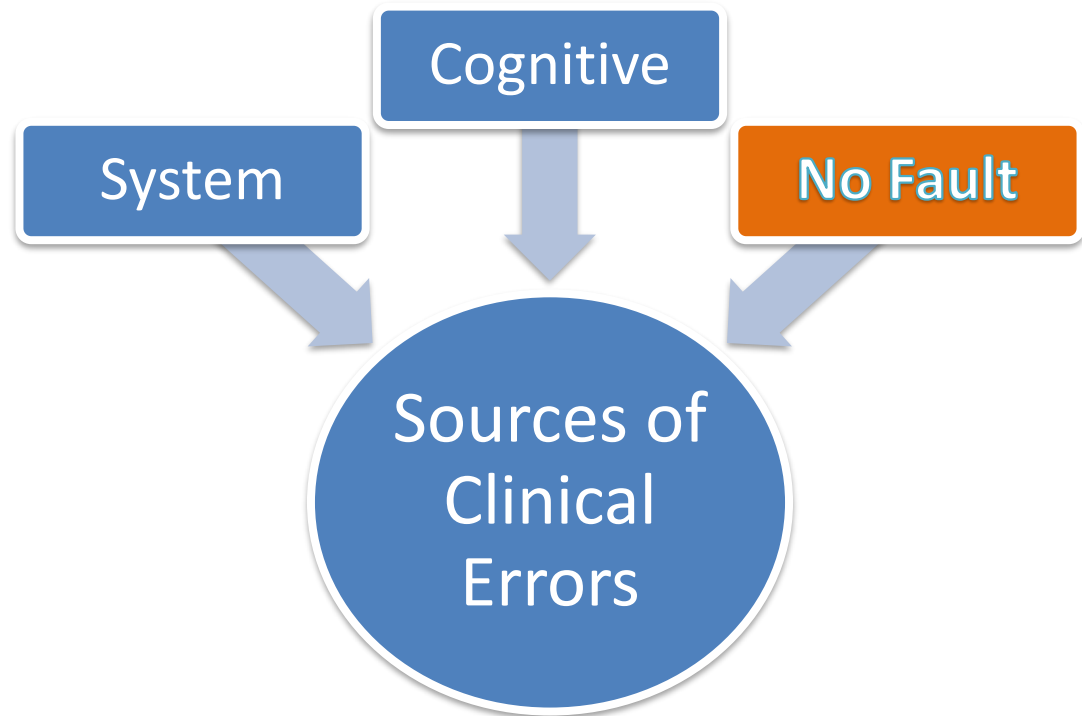 System
Cognitive
No Fault
Sources of
Clinical
Errors